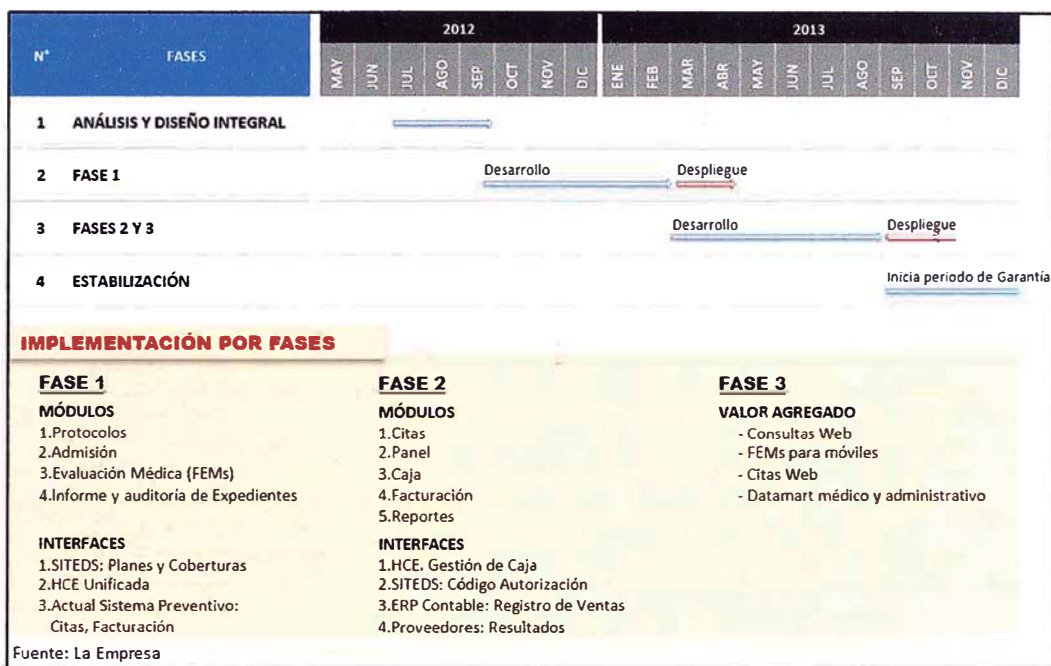 N° FASES 2012 2013
MAY JUN JUL AGO SEP OCT NOV DIC ENE FEB MAR ABR MAY JUN JUL AGO SEP OCT NOV DIC
1 ANÁLISIS Y DISEÑO INTEGRAL
2 FASE 1 Desarrollo Despliegue
3 FASES 2 Y 3 Desarrollo Despliegue
4 ESTABILIZACIÓN Inicia periodo de Garantía
IMPLEMENTACIÓN POR FASES
FASE 1
MÓDULOS
1.Protocolos
2.Admisión
3.Evaluación Médica (FEMs)
4.Informe y auditoría de Expedientes
INTERFACES
1.SITEDS: Planes y Coberturas
2.HCE Unificada
3.Actual Sistema Preventivo:
Citas, Facturación
FASE 2
MÓDULOS
1.Citas
2.Panel
3.Caja
4.Facturación
5.Reportes
INTERFACES
1.HCE. Gestión de Caja
2.SITEDS: Código Autorización
3.ERP Contable: Registro de Ventas
4.Proveedores: Resultados
FASE 3
VALOR AGREGADO
- Consultas Web
- FEMs para móviles
- Citas Web
- Datamart médico y administrativo
Fuente: La Empresa